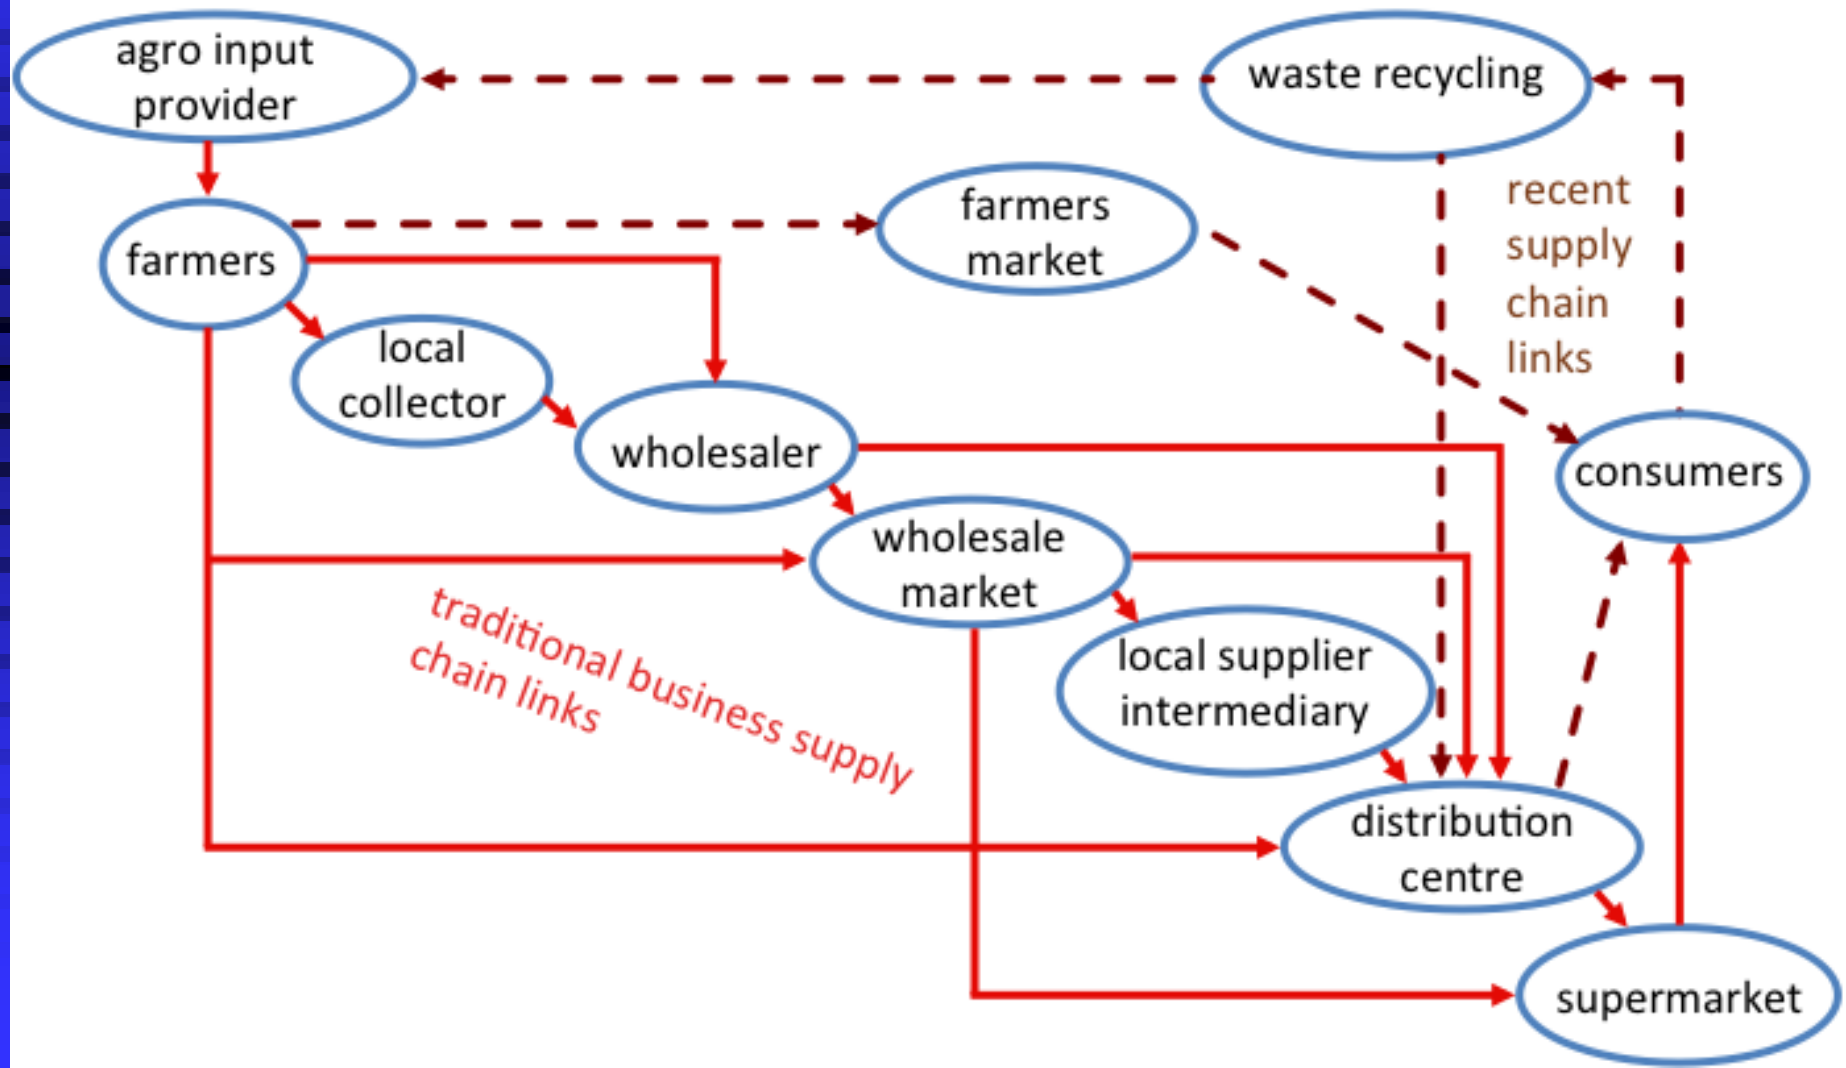 agro input
provider
waste recycling
farmers
market
recent
supply
chain
links
farmers
local
collector
wholesaler
consumers
wholesale
market
traditional business supply
chain links
local supplier
intermediary
distribution
centre
supermarket